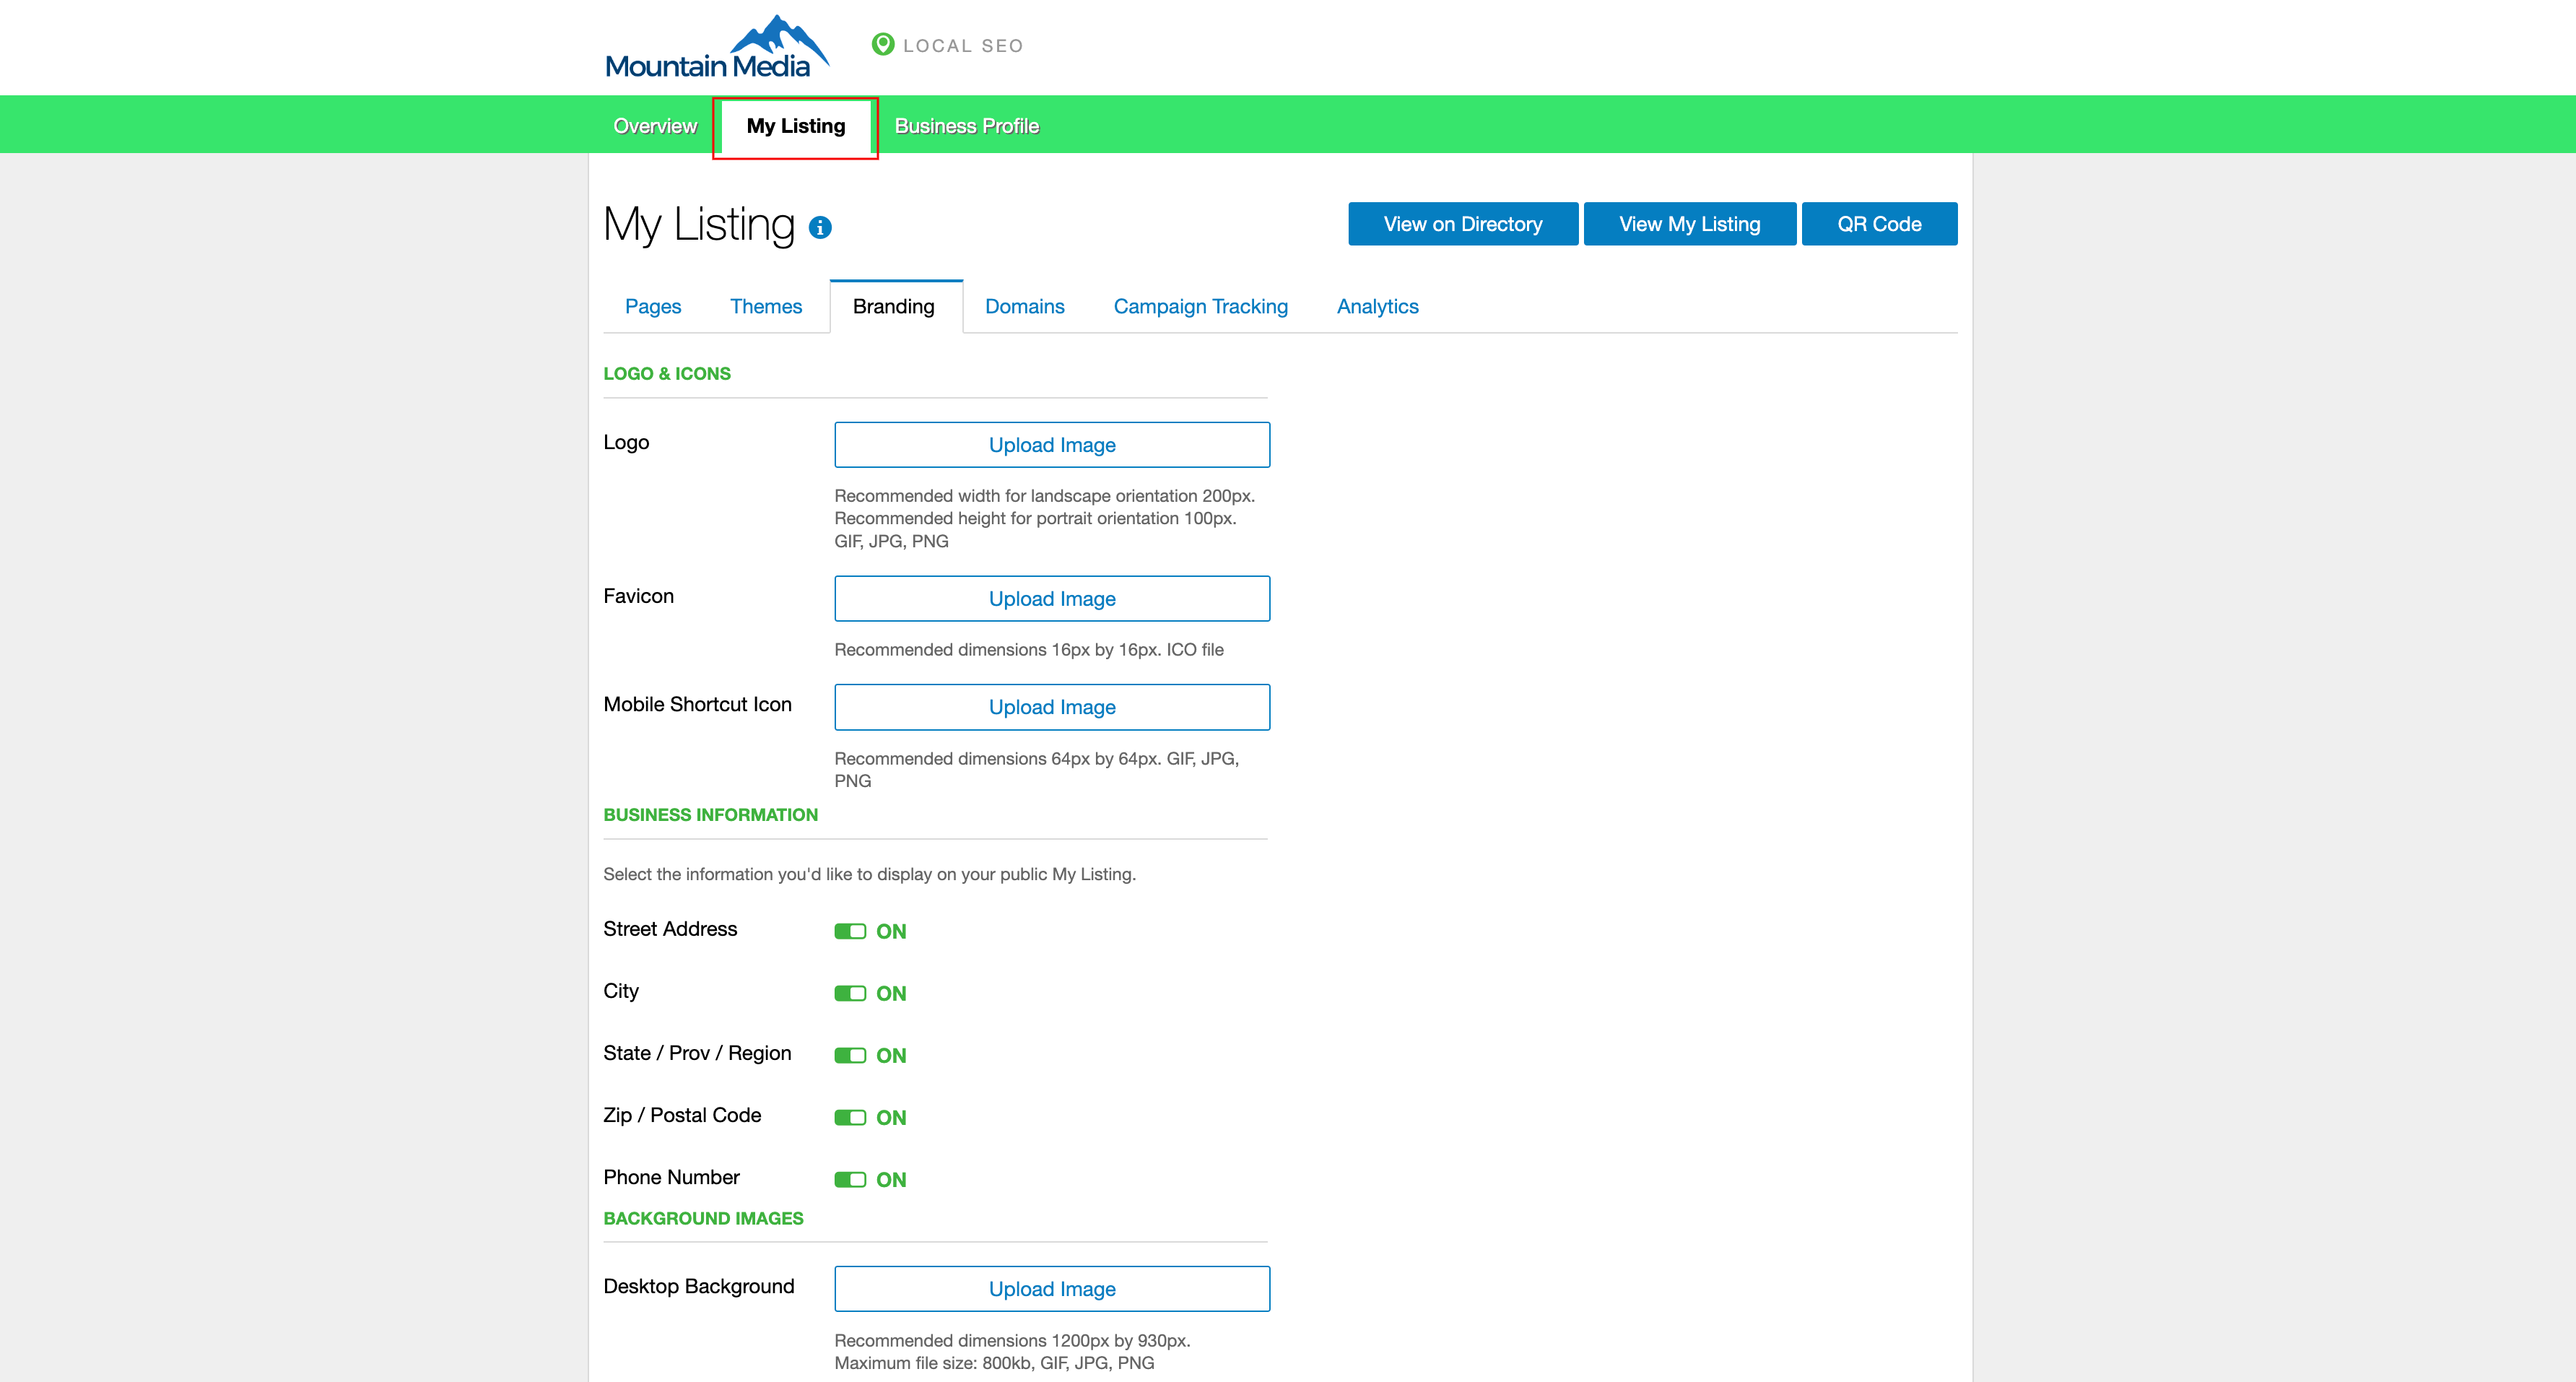 Mountain Media
LOCAL SEO
Overview
My Listing
Business Profile
My Listing
View on Directory
View My Listing
QR Code
Pages
Themes
Branding
Domains
Campaign Tracking
Analytics
LOGO & ICONS
Logo
Upload Image
Recommended width for landscape orientation 200px.
Recommended height for portrait orientation 100px.
GIF, JPG, PNG
Favicon
Upload Image
Recommended dimensions 16px by 16px. ICO file
Mobile Shortcut Icon
Upload Image
Recommended dimensions 64px by 64px. GIF, JPG,
PNG
BUSINESS INFORMATION
Select the information you'd like to display on your public My Listing.
Street Address
ON
City
ON
State / Prov / Region
ON
Zip / Postal Code
ON
Phone Number
ON
BACKGROUND IMAGES
Desktop Background
Upload Image
Recommended dimensions 1200px by 930px.
Maximum file size: 800kb, GIF, JPG, PNG